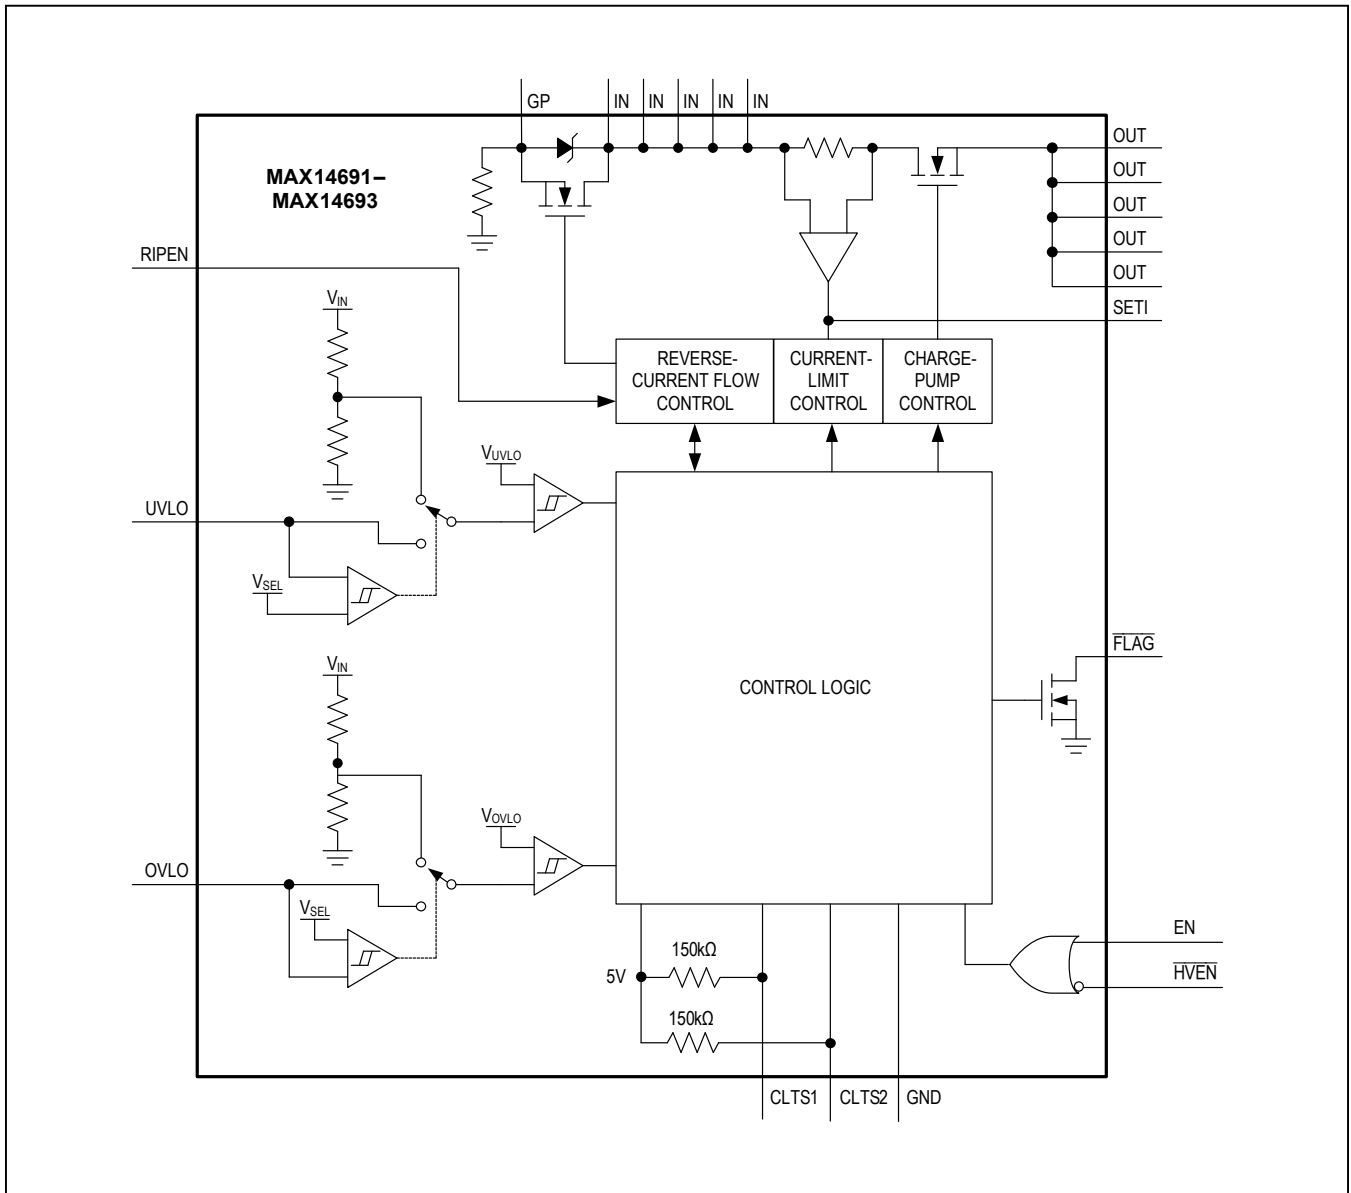 GP
IN
IN
IN
IN
IN
MAX14691–
MAX14693
OUT
OUT
OUT
OUT
OUT
SETI
RIPEN
VIN
REVERSE-
CURRENT FLOW
CONTROL
CURRENT-
LIMIT
CONTROL
CHARGE-
PUMP
CONTROL
VUVLO
UVLO
VSEL
FLAG
VIN
CONTROL LOGIC
VOVLO
OVLO
VSEL
EN
HVEN
150kΩ
5V
150kΩ
CLTS1
CLTS2
GND